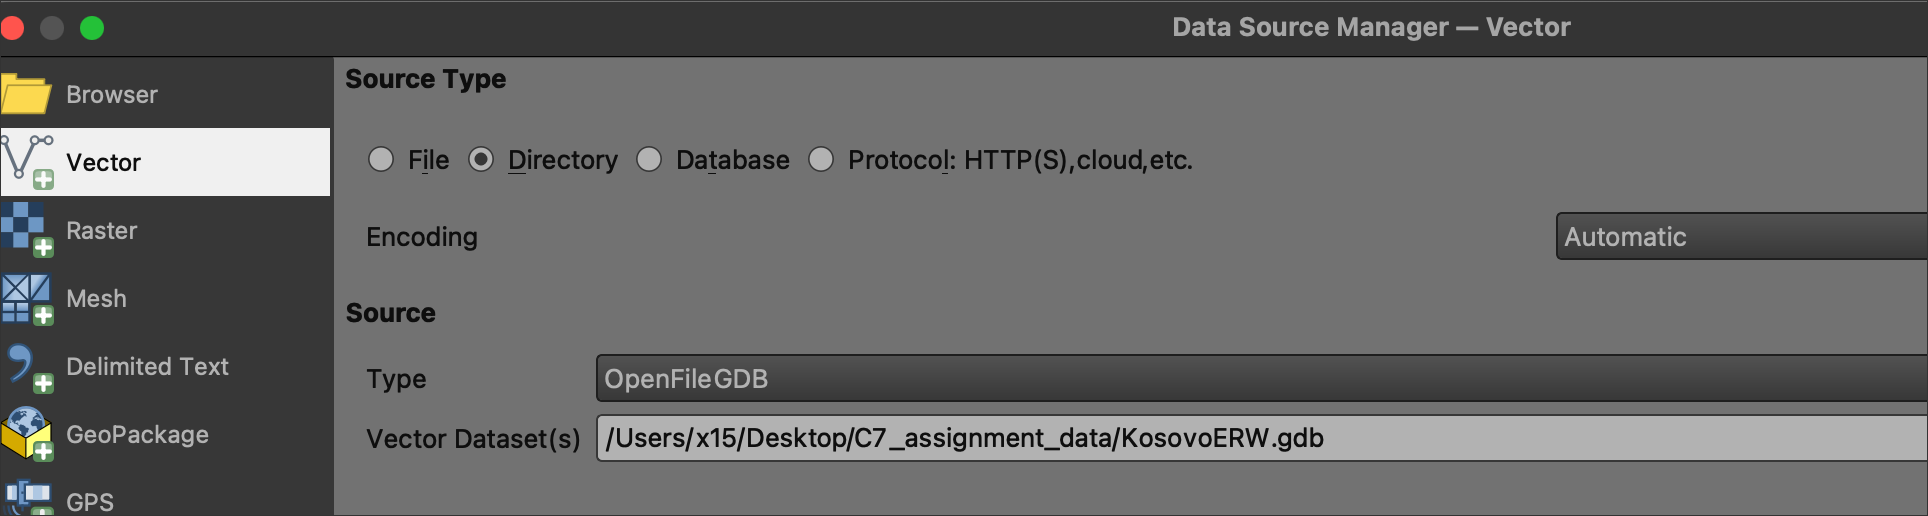 Data Source Manager — Vector
Browser
Vector
Raster
Mesh
Delimited Text
GeoPackage
GPS
Source Type
File Directory Database Protocol: HTTP(S),cloud,etc.
Encoding Automatic
Source
Type OpenFileGDB
Vector Dataset(s) /Users/x15/Desktop/C7_assignment_data/KosovoERW.gdb